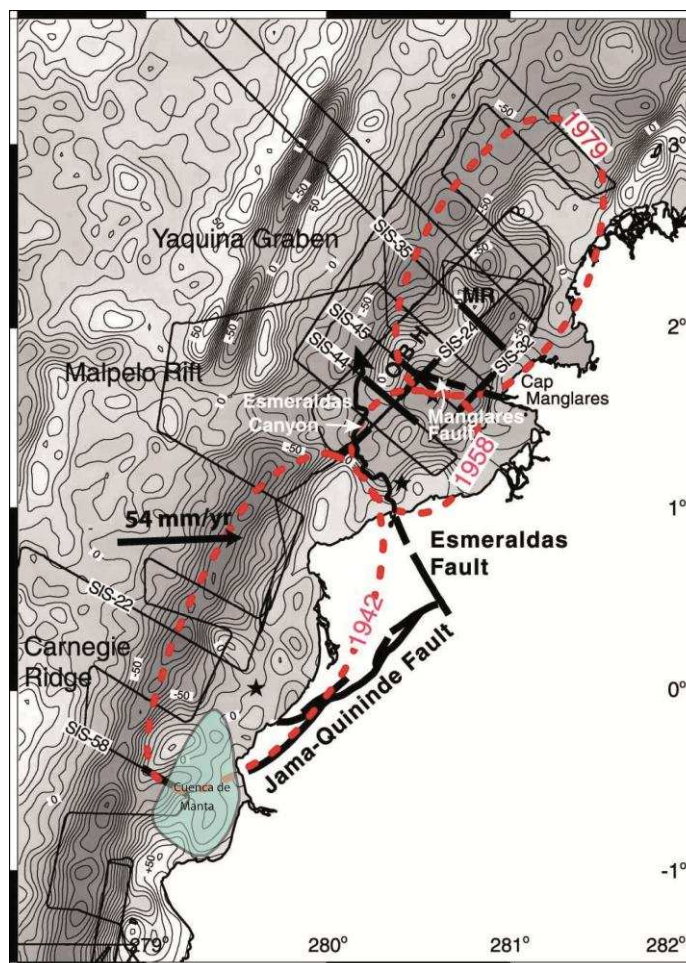 1979
3°
Yaquina Graben
SIS-35
MR
SIS-45
O B H
SIS-24
SIS-44
SIS-32
2°
Malpelo Rift
Cap
Manglares
Esmeraldas
Canyon
Manglares
Fault
1958
1°
54 mm/yr
Esmeraldas
Fault
SIS-22
1942
Carnegie
Ridge
0°
Jama-Quininde Fault
SIS-58
Cuenca de
Manta
-1°
279°
280°
281°
282°
-50
0
+50